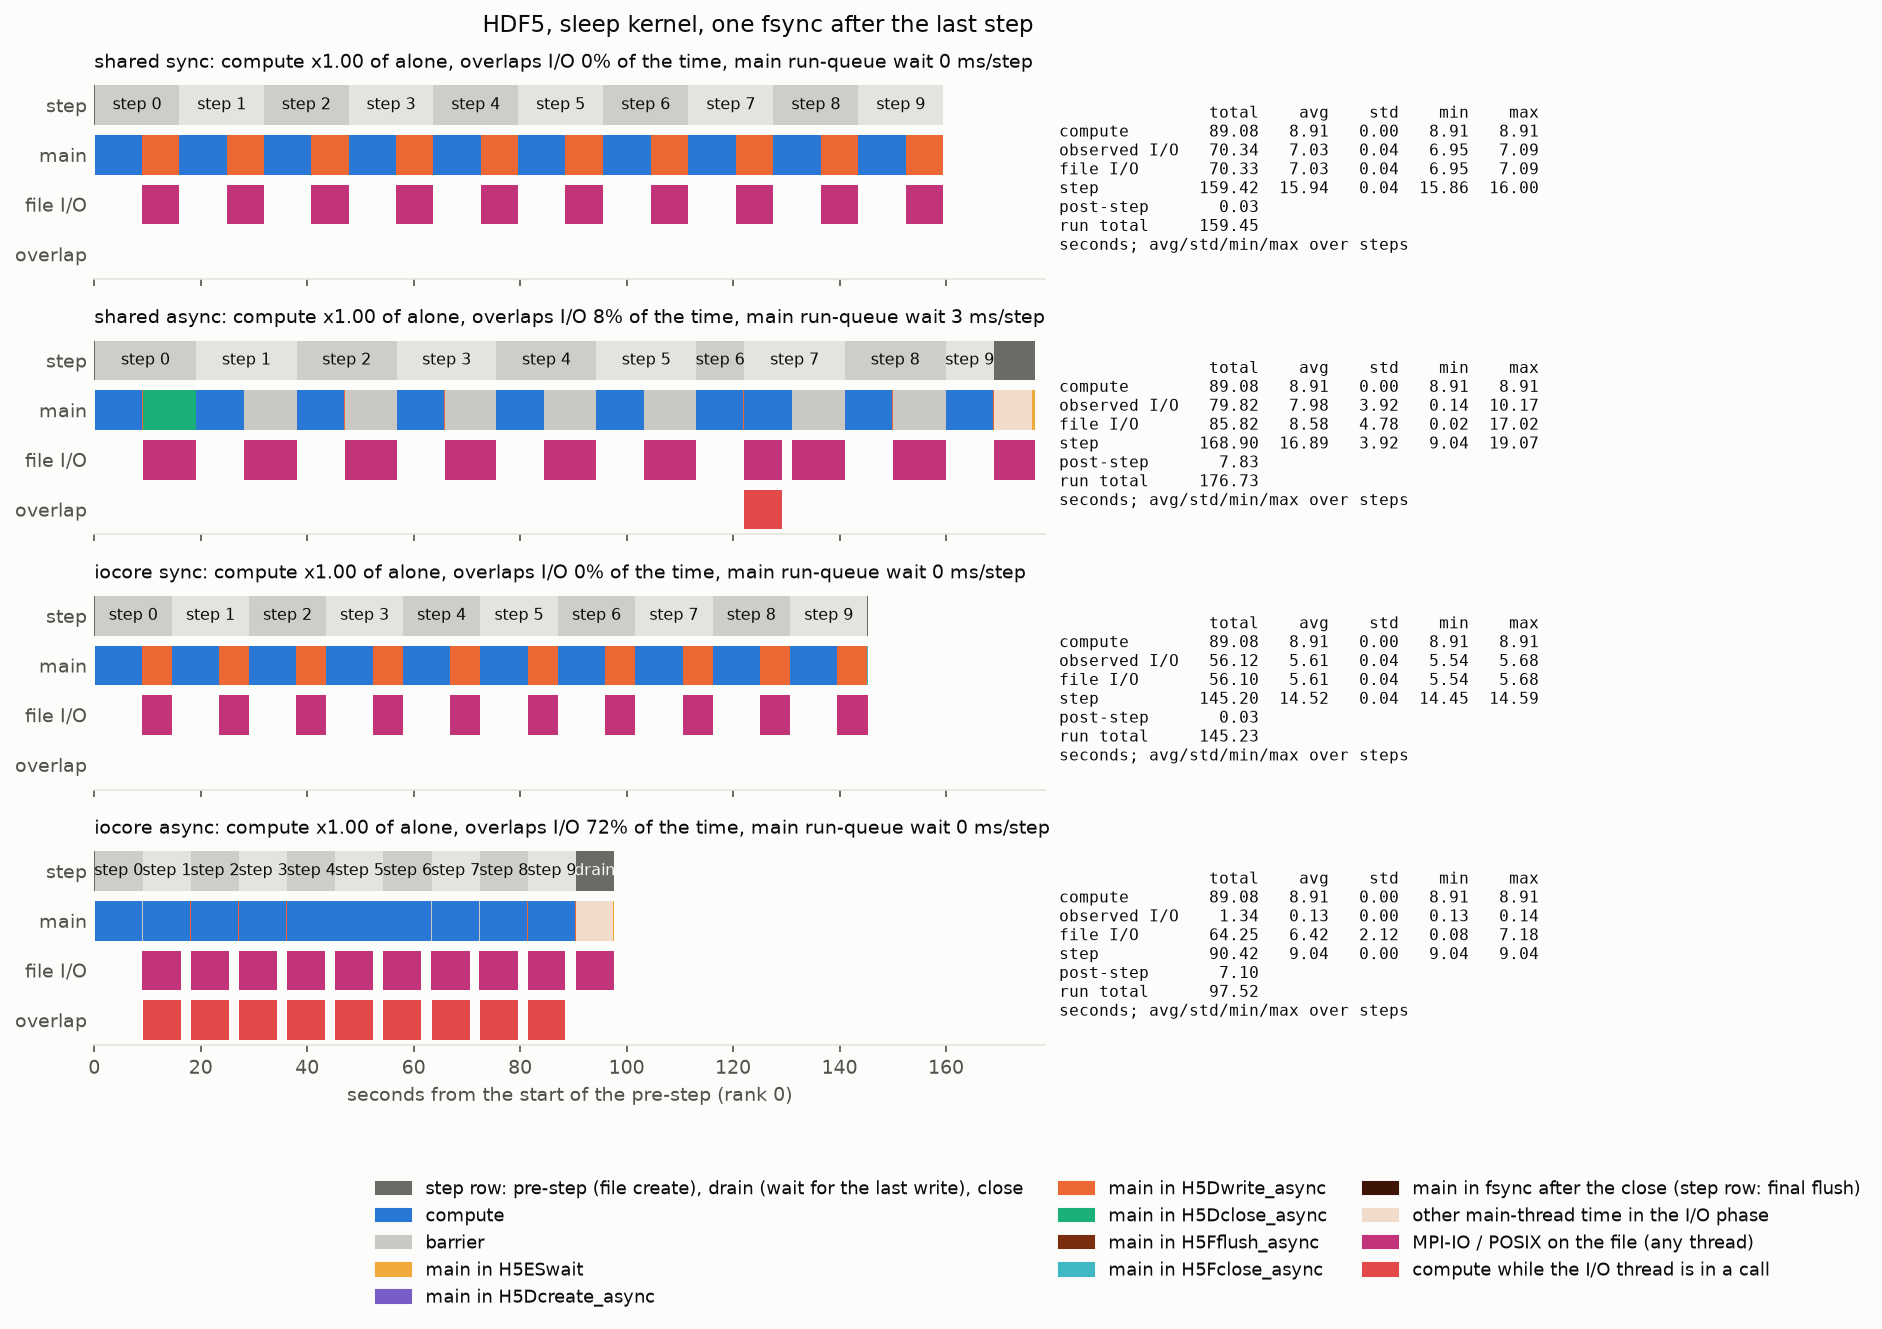 HDF5, sleep kernel, one fsync after the last step
shared sync: compute x1.00 of alone, overlaps I/O 0% of the time, main run-queue wait 0 ms/step
step
step 0 step 1 step 2 step 3 step 4 step 5 step 6 step 7 step 8 step 9
main
file I/O
overlap
total avg std min max
compute 89.08 8.91 0.00 8.91 8.91
observed I/O 70.34 7.03 0.04 6.95 7.09
file I/O 70.33 7.03 0.04 6.95 7.09
step 159.42 15.94 0.04 15.86 16.00
post-step 0.03
run total 159.45
seconds; avg/std/min/max over steps
shared async: compute x1.00 of alone, overlaps I/O 8% of the time, main run-queue wait 3 ms/step
step
step 0 step 1 step 2 step 3 step 4 step 5 step 6 step 7 step 8 step 9
main
file I/O
overlap
total avg std min max
compute 89.08 8.91 0.00 8.91 8.91
observed I/O 79.82 7.98 3.92 0.14 10.17
file I/O 85.82 8.58 4.78 0.02 17.02
step 168.90 16.89 3.92 9.04 19.07
post-step 7.83
run total 176.73
seconds; avg/std/min/max over steps
iocore sync: compute x1.00 of alone, overlaps I/O 0% of the time, main run-queue wait 0 ms/step
step
step 0 step 1 step 2 step 3 step 4 step 5 step 6 step 7 step 8 step 9
main
file I/O
overlap
total avg std min max
compute 89.08 8.91 0.00 8.91 8.91
observed I/O 56.12 5.61 0.04 5.54 5.68
file I/O 56.10 5.61 0.04 5.54 5.68
step 145.20 14.52 0.04 14.45 14.59
post-step 0.03
run total 145.23
seconds; avg/std/min/max over steps
iocore async: compute x1.00 of alone, overlaps I/O 72% of the time, main run-queue wait 0 ms/step
step
step 0 step 1 step 2 step 3 step 4 step 5 step 6 step 7 step 8 step 9 drain
main
file I/O
overlap
total avg std min max
compute 89.08 8.91 0.00 8.91 8.91
observed I/O 1.34 0.13 0.00 0.13 0.14
file I/O 64.25 6.42 2.12 0.08 7.18
step 90.42 9.04 0.00 9.04 9.04
post-step 7.10
run total 97.52
seconds; avg/std/min/max over steps
0 20 40 60 80 100 120 140 160
seconds from the start of the pre-step (rank 0)
step row: pre-step (file create), drain (wait for the last write), close
compute
barrier
main in H5ESwait
main in H5Dcreate_async
main in H5Dwrite_async
main in H5Dclose_async
main in H5Fflush_async
main in H5Fclose_async
main in fsync after the close (step row: final flush)
other main-thread time in the I/O phase
MPI-IO / POSIX on the file (any thread)
compute while the I/O thread is in a call